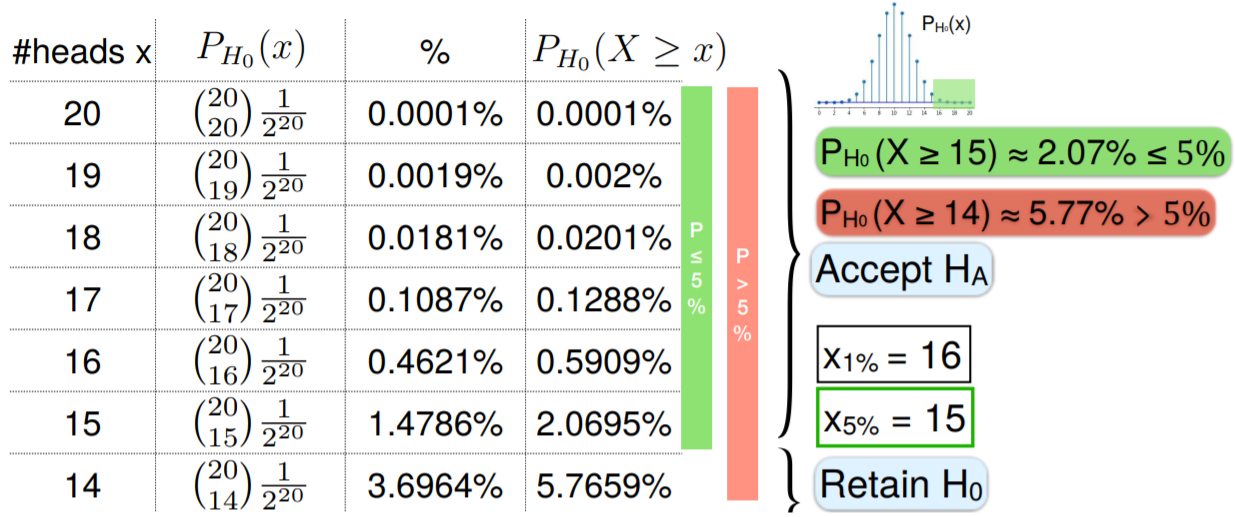 #heads x P_{H_0}(x) % P_{H_0}(X ≥ x)
20 \binom{20}{20} \frac{1}{2^{20}} 0.0001% 0.0001%
19 \binom{20}{19} \frac{1}{2^{20}} 0.0019% 0.002%
18 \binom{20}{18} \frac{1}{2^{20}} 0.0181% 0.0201%
17 \binom{20}{17} \frac{1}{2^{20}} 0.1087% 0.1288%
16 \binom{20}{16} \frac{1}{2^{20}} 0.4621% 0.5909%
15 \binom{20}{15} \frac{1}{2^{20}} 1.4786% 2.0695%
14 \binom{20}{14} \frac{1}{2^{20}} 3.6964% 5.7659%
P ≤ 5 %
P > 5 %
P_{H_0}(x)
0 2 4 6 8 10 12 14 16 18 20
P_{H_0}(X ≥ 15) ≈ 2.07% ≤ 5%
P_{H_0}(X ≥ 14) ≈ 5.77% > 5%
Accept H_A
x_{1%} = 16
x_{5%} = 15
Retain H_0